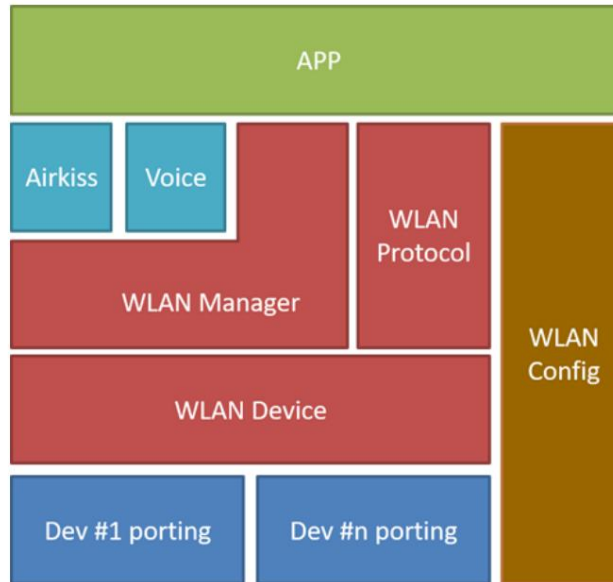 APP
Airkiss
Voice
WLAN
Protocol
WLAN Manager
WLAN
Config
WLAN Device
Dev #1 porting
Dev #n porting